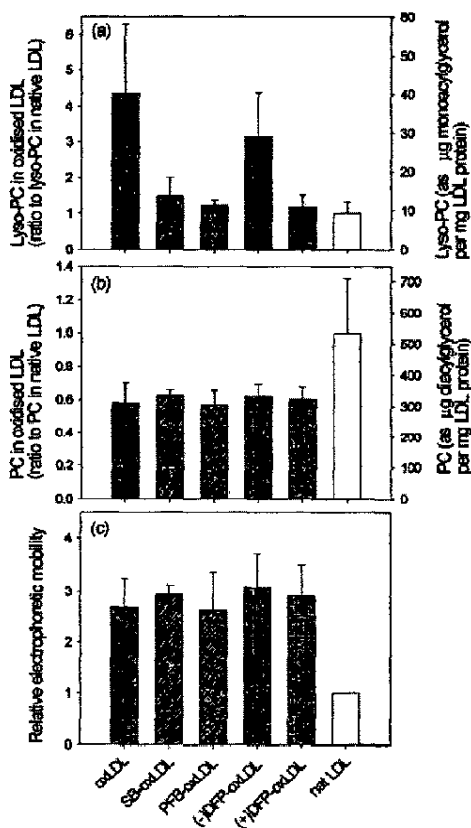 (a)
Lyso-PC in oxidised LDL
(ratio to lyso-PC in native LDL)
6
5
4
3
2
1
0
80
60
40
30
20
10
0
Lyso-PC (as μg monoacylglycerol
per mg LDL protein)
(b)
PC in oxidised LDL
(ratio to PC in native LDL)
1.4
1.2
1.0
0.8
0.6
0.4
0.2
0.0
700
600
500
400
300
200
100
0
PC (as μg diacylglycerol
per mg LDL protein)
(c)
Relative electrophoretic mobility
4
3
2
1
0
oxLDL
SB-oxLDL
PFB-oxLDL
(-)DFP-oxLDL
(+)DFP-oxLDL
nat LDL